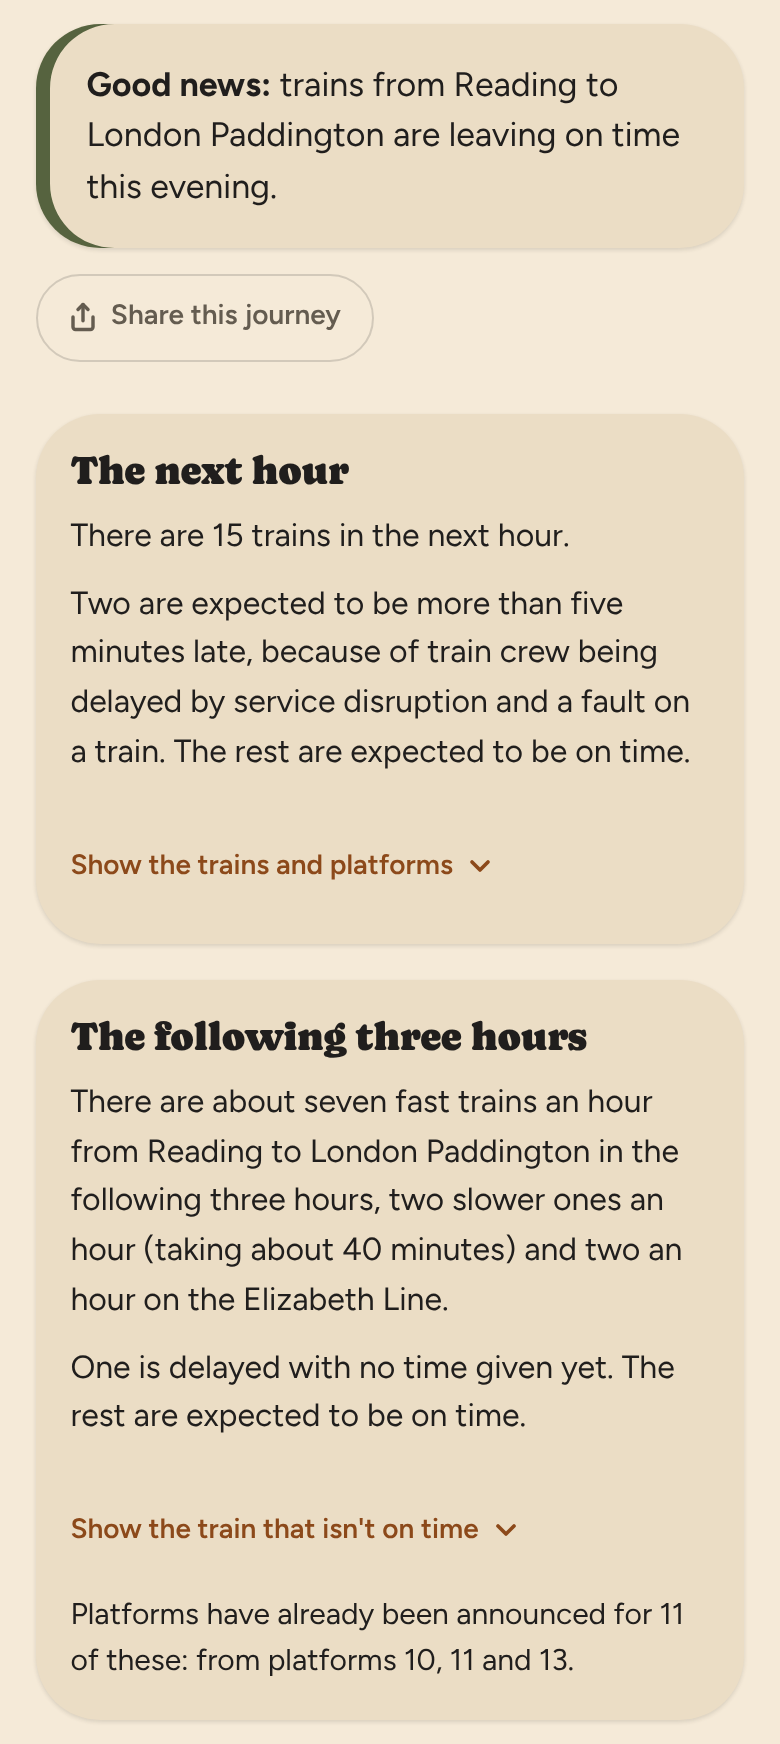 Good news: trains from Reading to
London Paddington are leaving on time
this evening.
Share this journey
The next hour
There are 15 trains in the next hour.
Two are expected to be more than five
minutes late, because of train crew being
delayed by service disruption and a fault on
a train. The rest are expected to be on time.
Show the trains and platforms
The following three hours
There are about seven fast trains an hour
from Reading to London Paddington in the
following three hours, two slower ones an
hour (taking about 40 minutes) and two an
hour on the Elizabeth Line.
One is delayed with no time given yet. The
rest are expected to be on time.
Show the train that isn't on time
Platforms have already been announced for 11
of these: from platforms 10, 11 and 13.